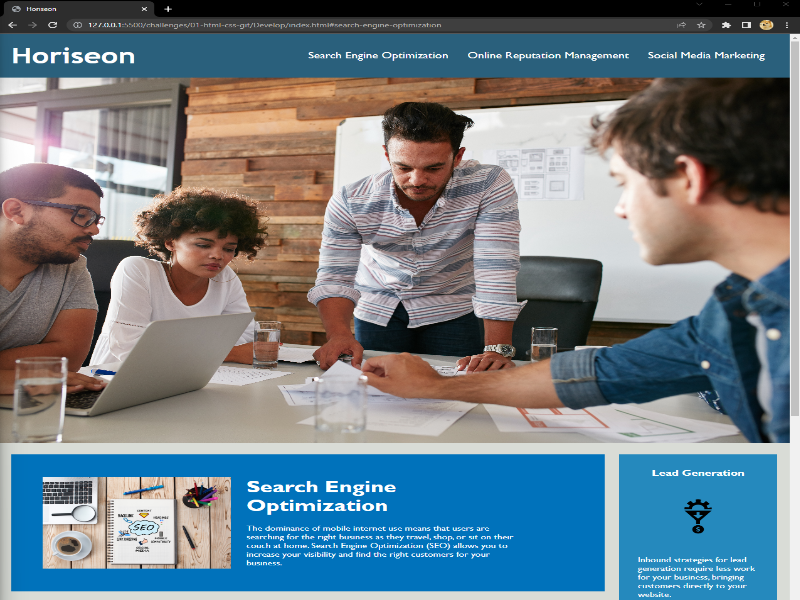 Horiseon
127.0.0.1:5500/challenges/01-html-css-git/Develop/index.html#search-engine-optimization
Horiseon
Search Engine Optimization
Online Reputation Management
Social Media Marketing
SEO
Search Engine
Optimization
The dominance of mobile internet use means that users are
searching for the right business as they travel, shop, or sit on their
couch at home. Search Engine Optimization (SEO) allows you to
increase your visibility and find the right customers for your
business.
Lead Generation
Inbound strategies for lead
generation require less work
for your business, bringing
customers directly to your
website.